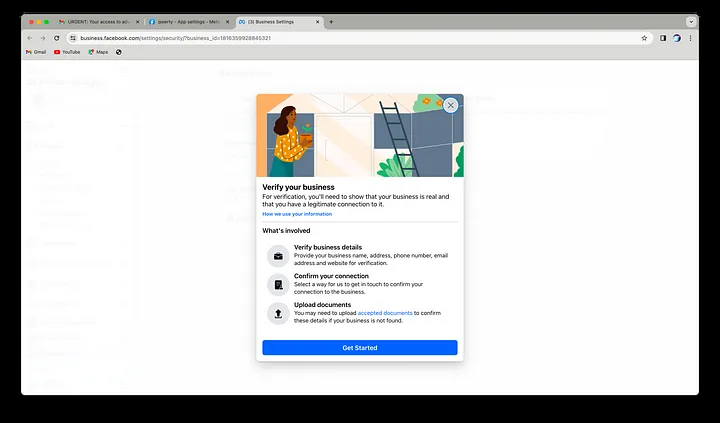 URGENT: Your access to adv
qwerty - App settings - Meta
(3) Business Settings
business.facebook.com/settings/security/?business_id=1816359928845321
Gmail
YouTube
Maps
Verify your business
For verification, you'll need to show that your business is real and
that you have a legitimate connection to it.
How we use your information
What's involved
Verify business details
Provide your business name, address, phone number, email
address and website for verification.
Confirm your connection
Select a way for us to get in touch to confirm your
connection to the business.
Upload documents
You may need to upload accepted documents to confirm
these details if your business is not found.
Get Started